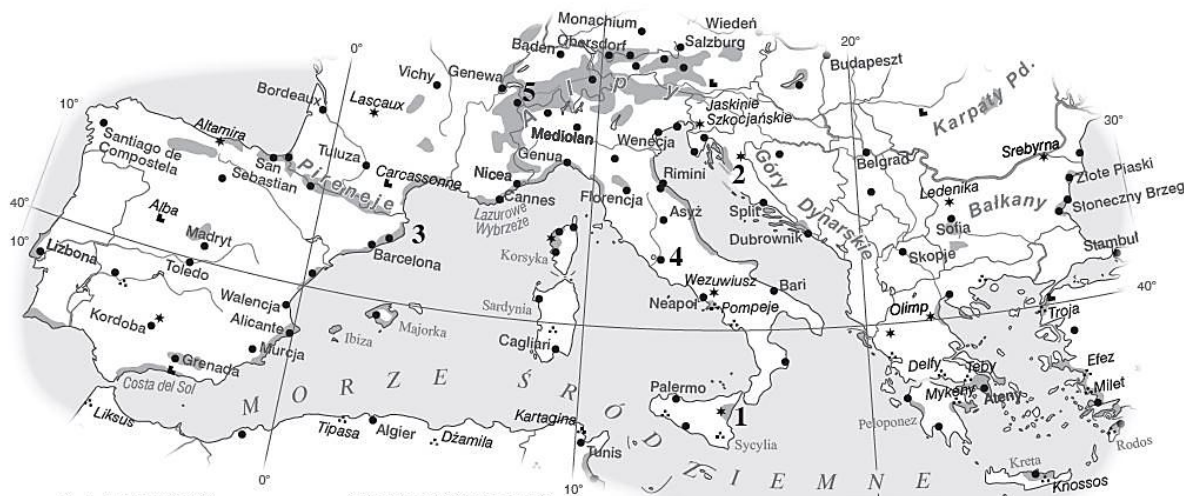 Monachium
Wiedeń
0°
Obersdorf
Salzburg
20°
Baden
Budapeszt
Vichy
Genewa
5
10°
Bordeaux
Lascaux
Alpy
Jaskinie
Szkocjańskie
Karpaty Pd.
30°
Altamira
Mediolan
Wenecja
Santiago de
Compostela
San
Sebastian
Tuluza
Carcassonne
Genua
Belgrad
Srebyrna
Pireneje
Nicea
Cannes
Rimini
2
Góry
Dynarskie
Złote Piaski
Florencja
Ledenika
Słoneczny Brzeg
Bałkany
40°
Alba
Lazurowe
Wybrzeże
Asyż
Split
Sofia
10°
Madryt
3
Korsyka
Dubrownik
Stambuł
Lizbona
Toledo
Barcelona
4
Skopje
Wezuwiusz
Bari
40°
Walencja
Sardynia
Neapol
Pompeje
Olimp
Troja
Kordoba
Alicante
Ibiza
Majorka
Murcja
Cagliari
Delfy
Teby
Efez
Grenada
Costa del Sol
Mykeny
Ateny
Milet
MORZE ŚRÓDZIEMNE
Palermo
1
Peloponez
Liksus
Kartagina
Sycylia
Rodos
Tipasa
Algier
Dżamila
Tunis
Kreta
0°
10°
Knossos